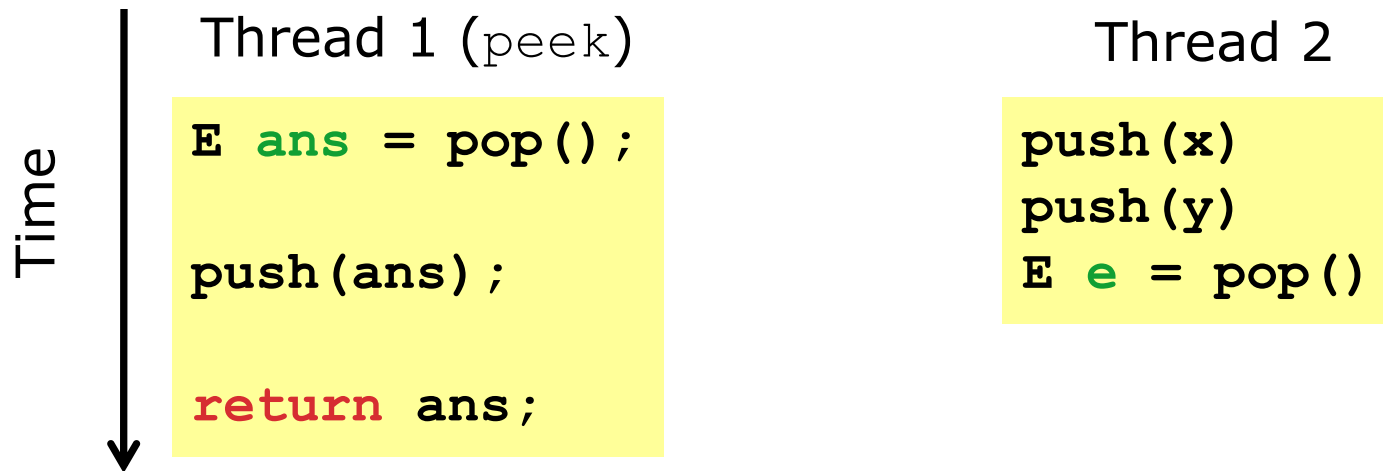 Time
Thread 1 (peek)
E ans = pop();
push(ans);
return ans;
Thread 2
push(x)
push(y)
E e = pop()